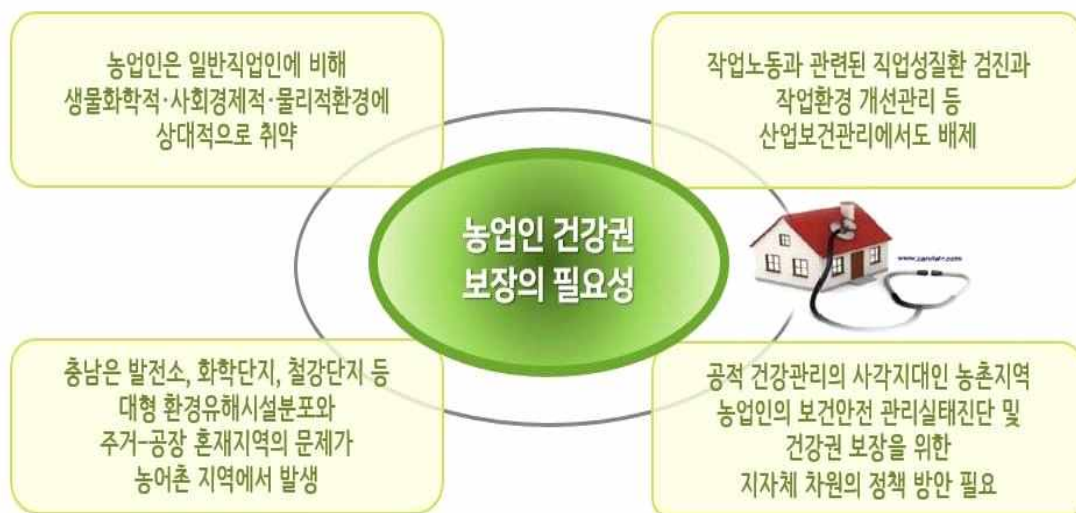 농업인은 일반직업인에 비해
생물화학적·사회경제적·물리적환경에
상대적으로 취약
작업노동과 관련된 직업성질환 검진과
작업환경 개선관리 등
산업보건관리에서도 배제
농업인 건강권
보장의 필요성
충남은 발전소, 화학단지, 철강단지 등
대형 환경유해시설분포와
주거-공장 혼재지역의 문제가
농어촌 지역에서 발생
공적 건강관리의 사각지대인 농촌지역
농업인의 보건안전 관리실태진단 및
건강권 보장을 위한
지자체 차원의 정책 방안 필요